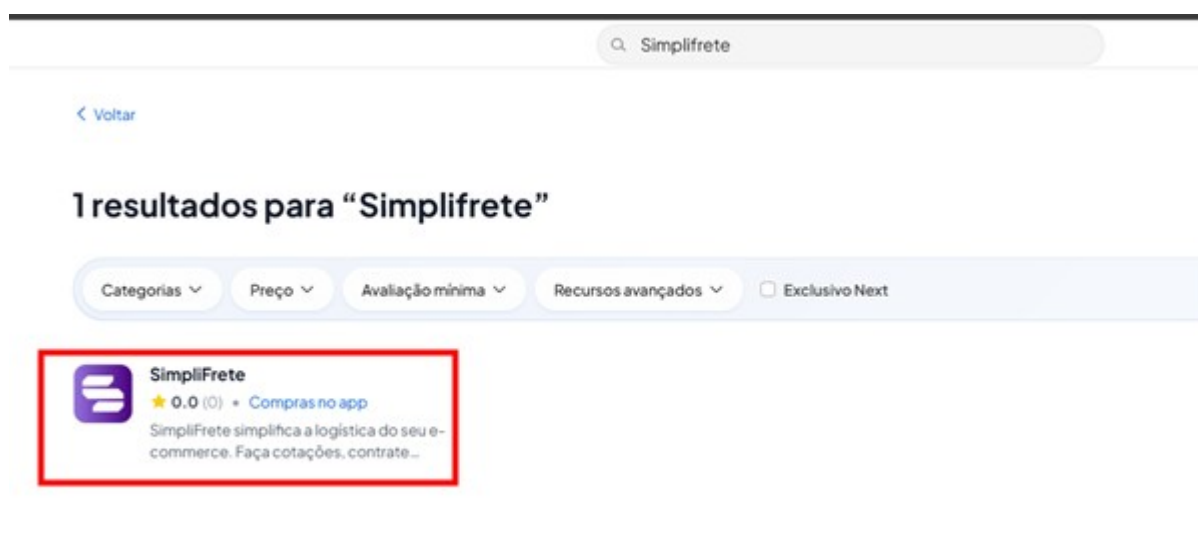 Simplifrete
Voltar
1 resultados para “Simplifrete”
Categorias Preço Avaliação mínima Recursos avançados Exclusivo Next
SimpliFrete
0.0 (0) • Compras no app
SimpliFrete simplifica a logística do seu e-
commerce. Faça cotações, contrate...